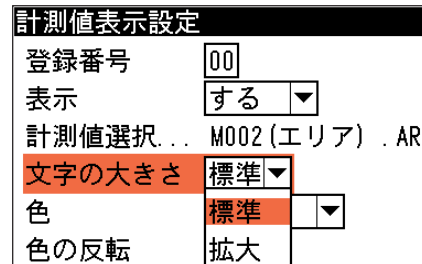 計測値表示設定
登録番号 00
表示 する
計測値選択... M002(エリア) .AR
文字の大きさ 標準
色 標準
色の反転 拡大